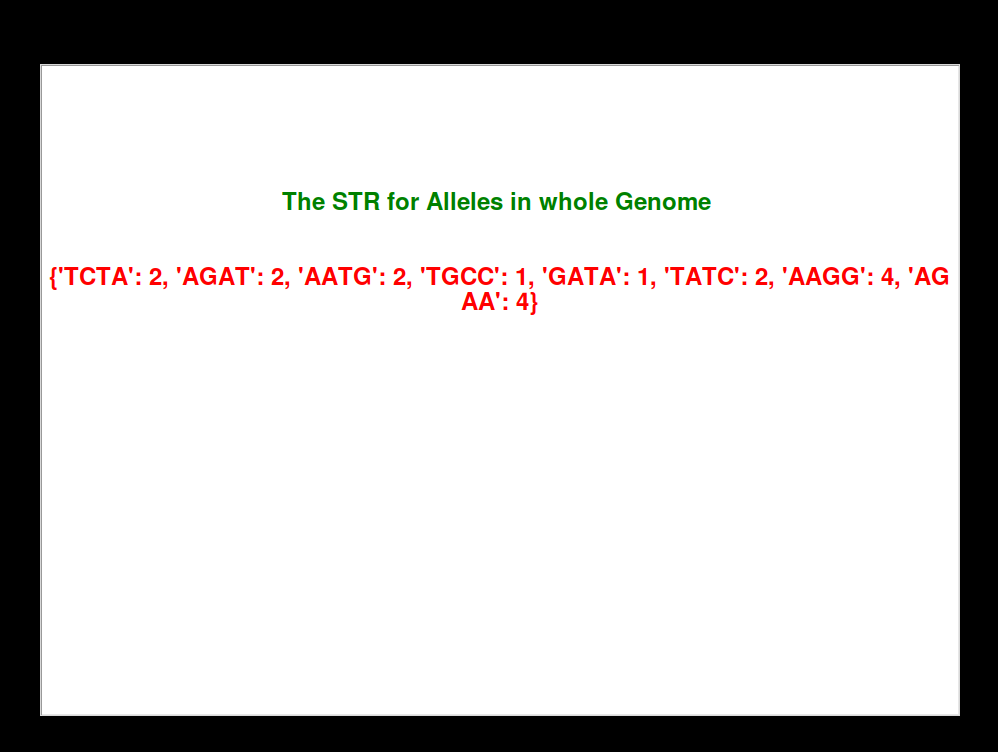 The STR for Alleles in whole Genome
{'TCTA': 2, 'AGAT': 2, 'AATG': 2, 'TGCC': 1, 'GATA': 1, 'TATC': 2, 'AAGG': 4, 'AG
AA': 4}